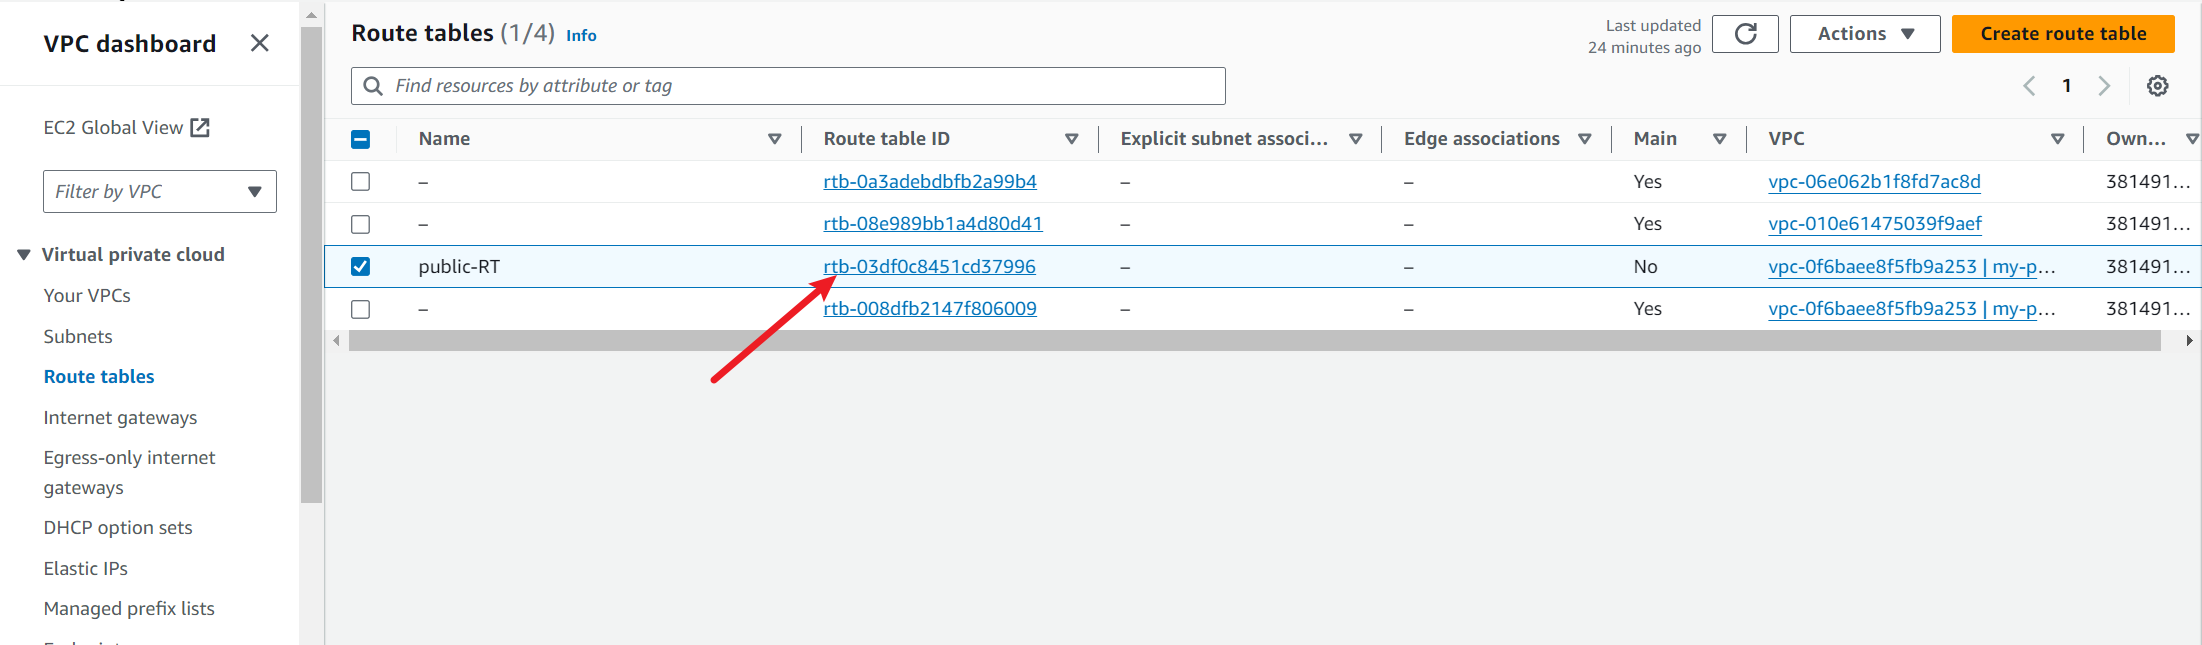 VPC dashboard
EC2 Global View
Filter by VPC
Virtual private cloud
Your VPCs
Subnets
Route tables
Internet gateways
Egress-only internet
gateways
DHCP option sets
Elastic IPs
Managed prefix lists
Route tables (1/4) Info
Last updated
24 minutes ago
Actions
Create route table
Find resources by attribute or tag
1
Name Route table ID Explicit subnet associ... Edge associations Main VPC Own...
– rtb-0a3adebdbfb2a99b4 – – Yes vpc-06e062b1f8fd7ac8d 381491...
– rtb-08e989bb1a4d80d41 – – Yes vpc-010e61475039f9aef 381491...
public-RT rtb-03df0c8451cd37996 – – No vpc-0f6baee8f5fb9a253 | my-p... 381491...
– rtb-008dfb2147f806009 – – Yes vpc-0f6baee8f5fb9a253 | my-p... 381491...